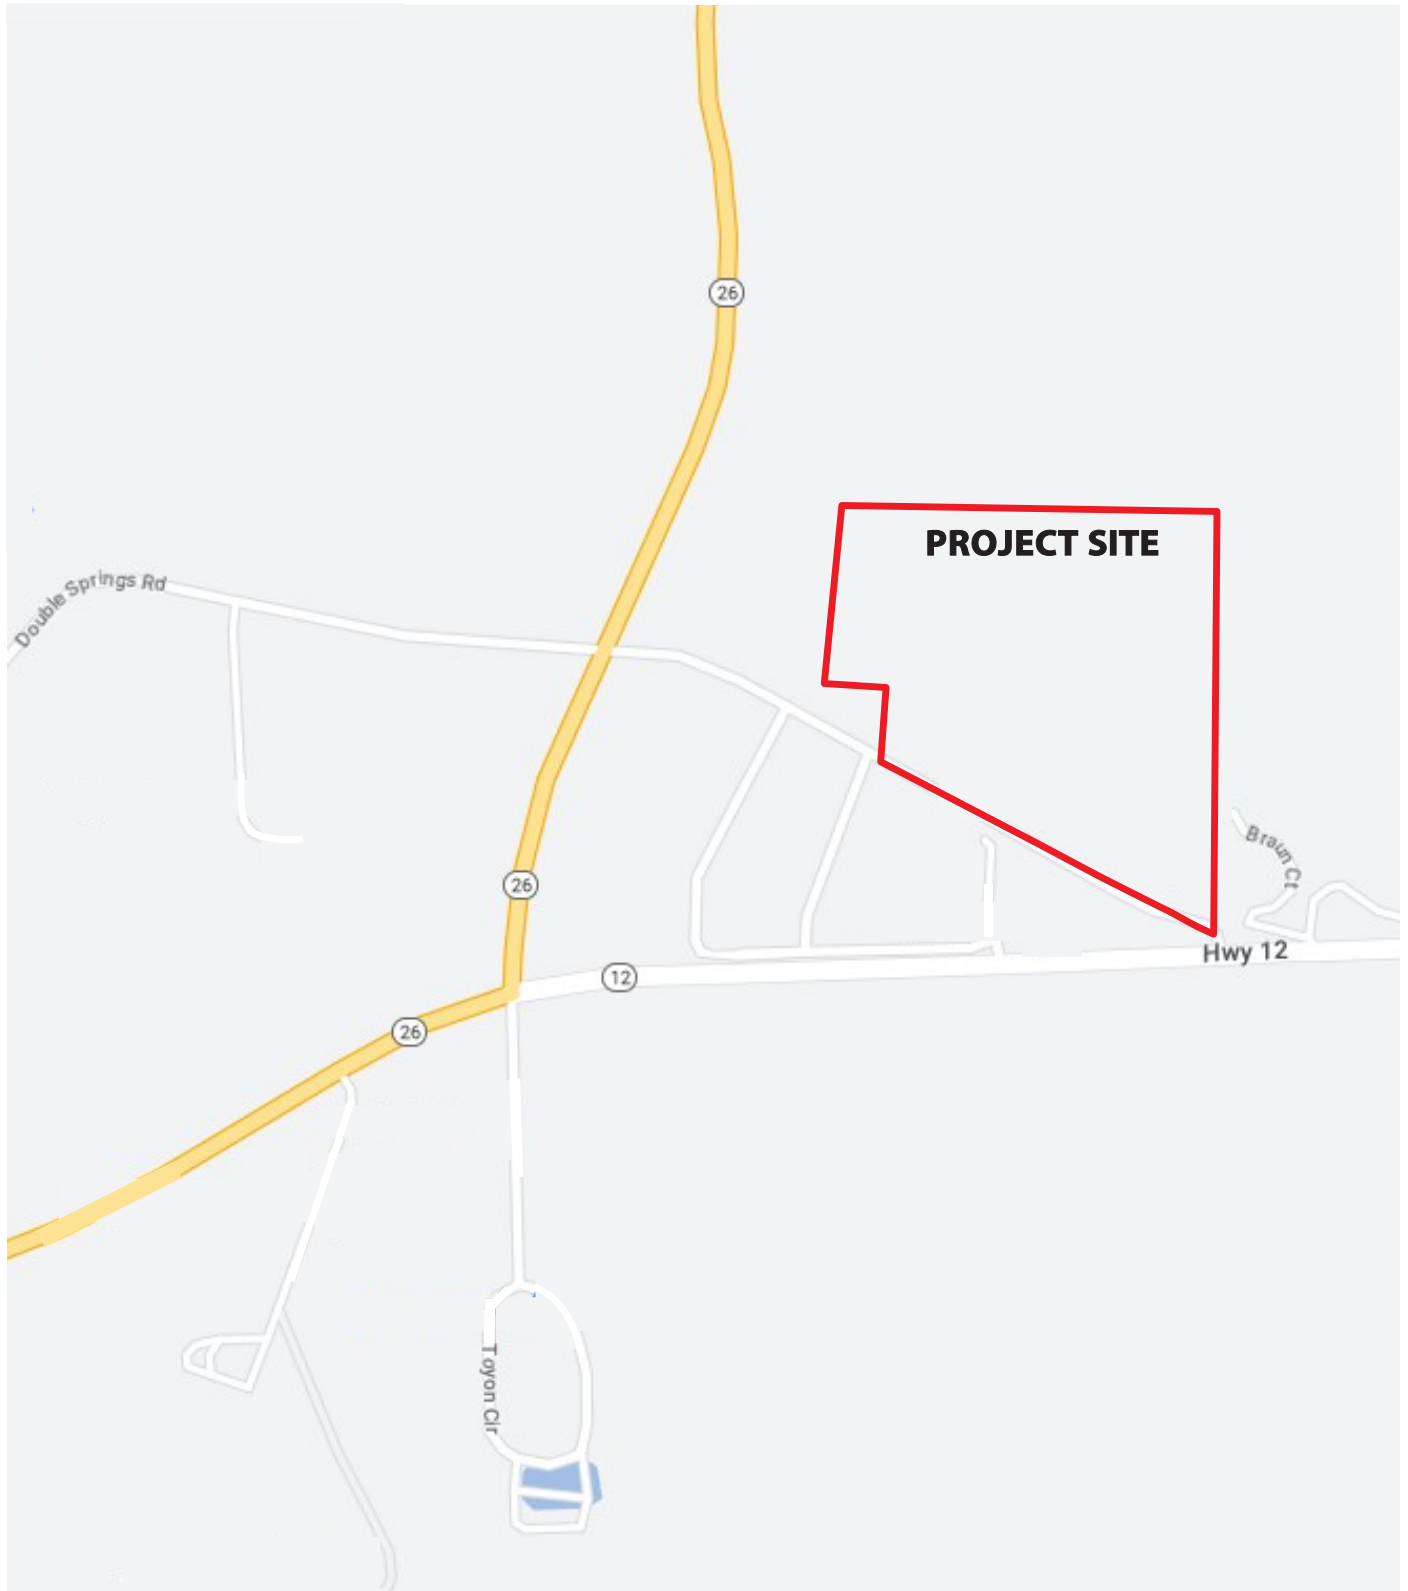 26
PROJECT SITE
Double Springs Rd
Braun Ct
26
Hwy 12
12
26
Toyon Cir